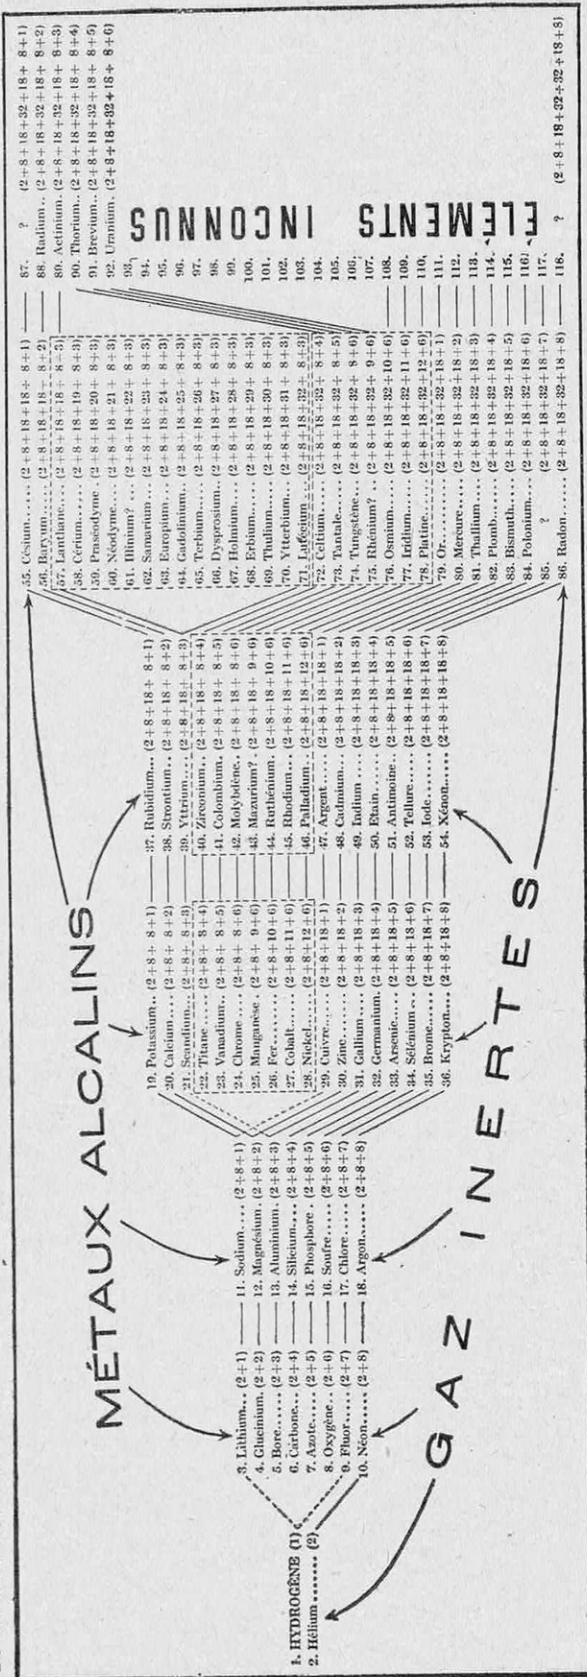 MÉTAUX ALCALINS
1. HYDROGÈNE (1)
2. Hélium....... (2)
3. Lithium... (2+1)
4. Glucinium (2+2)
5. Bore...... (2+3)
6. Carbone... (2+4)
7. Azote..... (2+5)
8. Oxygène.. (2+6)
9. Fluor..... (2+7)
10. Néon..... (2+8)
11. Sodium.... (2+8+1)
12. Magnésium. (2+8+2)
13. Aluminium. (2+8+3)
14. Silicium.... (2+8+4)
15. Phosphore. (2+8+5)
16. Soufre..... (2+8+6)
17. Chlore..... (2+8+7)
18. Argon...... (2+8+8)
19. Potassium.. (2+8+ 8+1)
20. Calcium.... (2+8+ 8+2)
21. Scandium.. (2+8+ 8+3)
22. Titane..... (2+8+ 8+4)
23. Vanadium.. (2+8+ 8+5)
24. Chrome.... (2+8+ 8+6)
25. Manganèse. (2+8+ 9+6)
26. Fer........ (2+8+10+6)
27. Cobalt..... (2+8+11+6)
28. Nickel..... (2+8+12+6)
29. Cuivre..... (2+8+18+1)
30. Zinc....... (2+8+18+2)
31. Gallium.... (2+8+18+3)
32. Germanium. (2+8+18+4)
33. Arsenic.... (2+8+18+5)
34. Sélénium... (2+8+18+6)
35. Brome..... (2+8+18+7)
36. Krypton... (2+8+18+8)
37. Rubidium... (2+8+18+ 8+1)
38. Strontium.. (2+8+18+ 8+2)
39. Yttrium.... (2+8+18+ 8+3)
40. Zirconium.. (2+8+18+ 8+4)
41. Colombium. (2+8+18+ 8+5)
42. Molybdène. (2+8+18+ 8+6)
43. Mazurium? (2+8+18+ 9+6)
44. Ruthénium. (2+8+18+10+6)
45. Rhodium... (2+8+18+11+6)
46. Palladium.. (2+8+18+12+6)
47. Argent..... (2+8+18+18+1)
48. Cadmium... (2+8+18+18+2)
49. Indium..... (2+8+18+18+3)
50. Etain...... (2+8+18+18+4)
51. Antimoine.. (2+8+18+18+5)
52. Tellure..... (2+8+18+18+6)
53. Iode....... (2+8+18+18+7)
54. Xénon..... (2+8+18+18+8)
55. Césium..... (2+8+18+18+ 8+1)
56. Baryum..... (2+8+18+18+ 8+2)
57. Lanthane.... (2+8+18+18+ 8+3)
58. Cérium..... (2+8+18+19+ 8+3)
59. Praséodyme (2+8+18+20+ 8+3)
60. Néodyme... (2+8+18+21+ 8+3)
61. Illinium?.. (2+8+18+22+ 8+3)
62. Samarium... (2+8+18+23+ 8+3)
63. Europium... (2+8+18+24+ 8+3)
64. Gadolinium.. (2+8+18+25+ 8+3)
65. Terbium..... (2+8+18+26+ 8+3)
66. Dysprosium.. (2+8+18+27+ 8+3)
67. Holmium.... (2+8+18+28+ 8+3)
68. Erbium..... (2+8+18+29+ 8+3)
69. Thulium.... (2+8+18+30+ 8+3)
70. Ytterbium... (2+8+18+31+ 8+3)
71. Lutécium... (2+8+18+32+ 8+3)
72. Celtium..... (2+8+18+32+ 8+4)
73. Tantale..... (2+8+18+32+ 8+5)
74. Tungstène... (2+8+18+32+ 8+6)
75. Rhénium?.. (2+8+18+32+ 9+6)
76. Osmium..... (2+8+18+32+10+6)
77. Iridium..... (2+8+18+32+11+6)
78. Platine..... (2+8+18+32+12+6)
79. Or.......... (2+8+18+32+18+1)
80. Mercure..... (2+8+18+32+18+2)
81. Thallium.... (2+8+18+32+18+3)
82. Plomb...... (2+8+18+32+18+4)
83. Bismuth.... (2+8+18+32+18+5)
84. Polonium.... (2+8+18+32+18+6)
85. ? (2+8+18+32+18+7)
86. Radon...... (2+8+18+32+18+8)
87. ? (2+8+18+32+18+ 8+1)
88. Radium.. (2+8+18+32+18+ 8+2)
89. Actinium.. (2+8+18+32+18+ 8+3)
90. Thorium.. (2+8+18+32+18+ 8+4)
91. Brevium.. (2+8+18+32+18+ 8+5)
92. Uranium.. (2+8+18+32+18+ 8+6)
93.
94.
95.
96.
97.
98.
99.
100.
101.
102.
103.
104.
105.
106.
107.
108.
109.
110.
111.
112.
113.
114.
115.
116.
117.
118. ? (2+8+18+32+32+18+8)
ÉLÉMENTS INCONNUS
GAZ INERTES